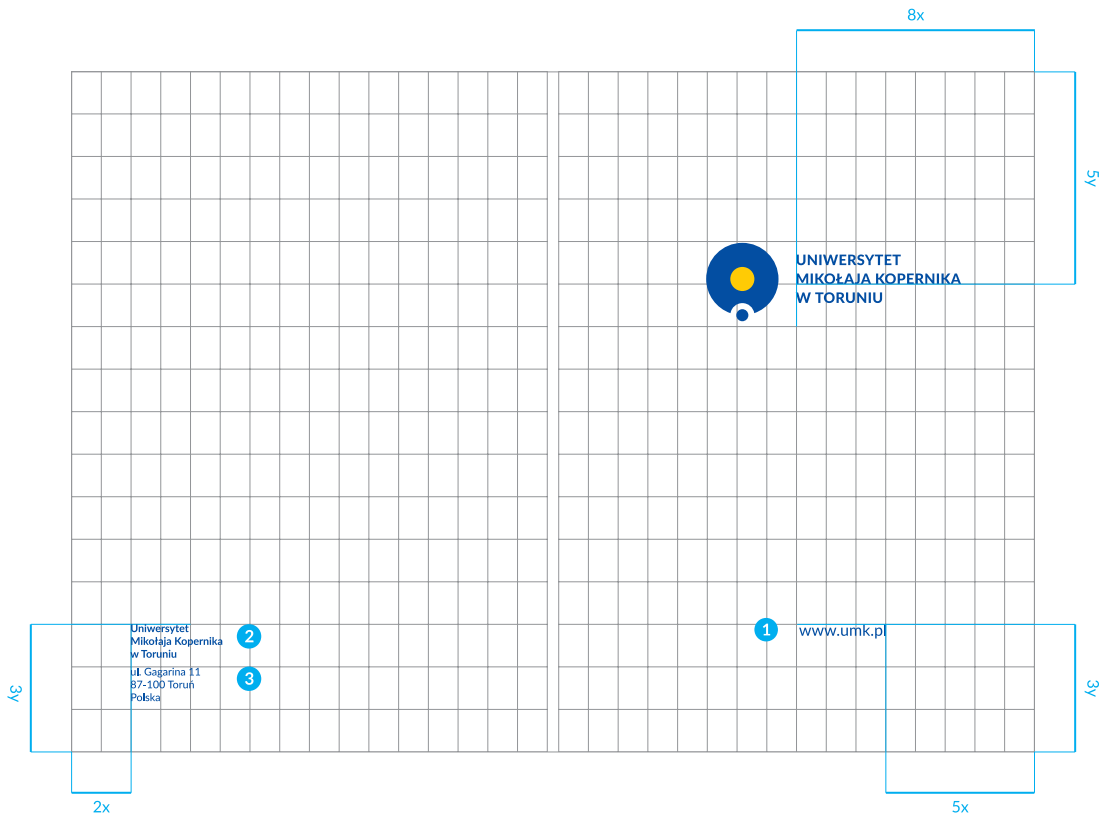 8x
5y
UNIWERSYTET
MIKOŁAJA KOPERNIKA
W TORUNIU
Uniwersytet
Mikołaja Kopernika
w Toruniu
2
ul. Gagarina 11
87-100 Toruń
Polska
3
1
www.umk.pl
3y
3y
2x
5x